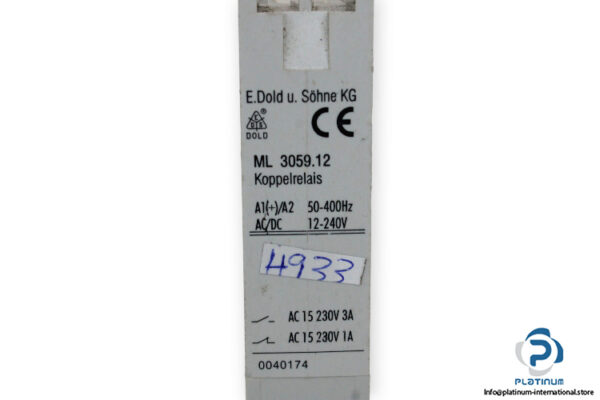 E.Dold u. Söhne KG
DOLD
CE
ML 3059.12
Koppelrelais
A1(+)/A2 50-400Hz
AC/DC 12-240V
4933
AC 15 230V 3A
AC 15 230V 1A
0040174
PLATINUM
platinum-international.store